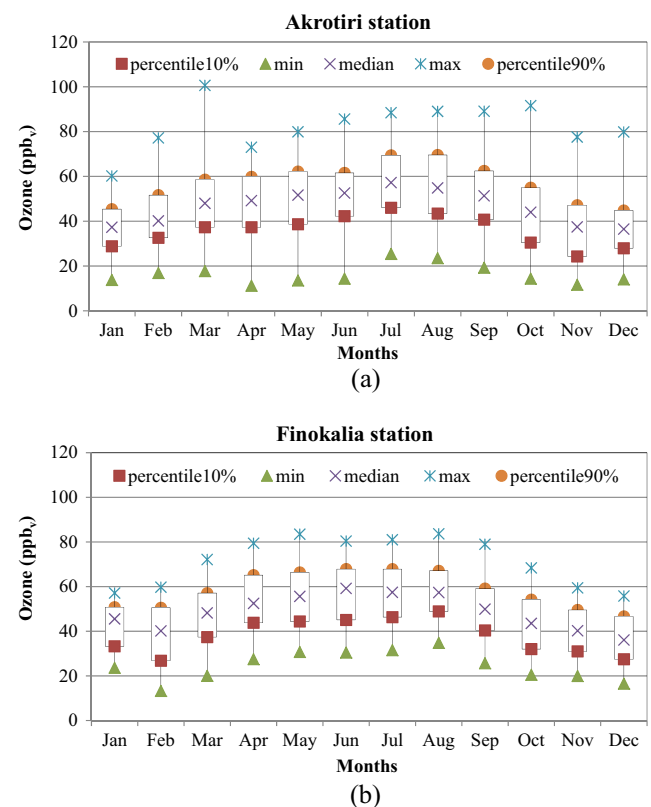 Akrotiri station
120
percentile10% min median max percentile90%
100
80
60
40
20
0
Ozone (ppbv)
Jan Feb Mar Apr May Jun Jul Aug Sep Oct Nov Dec
Months
(a)
Finokalia station
120
percentile10% min median max percentile90%
100
80
60
40
20
0
Ozone (ppbv)
Jan Feb Mar Apr May Jun Jul Aug Sep Oct Nov Dec
Months
(b)